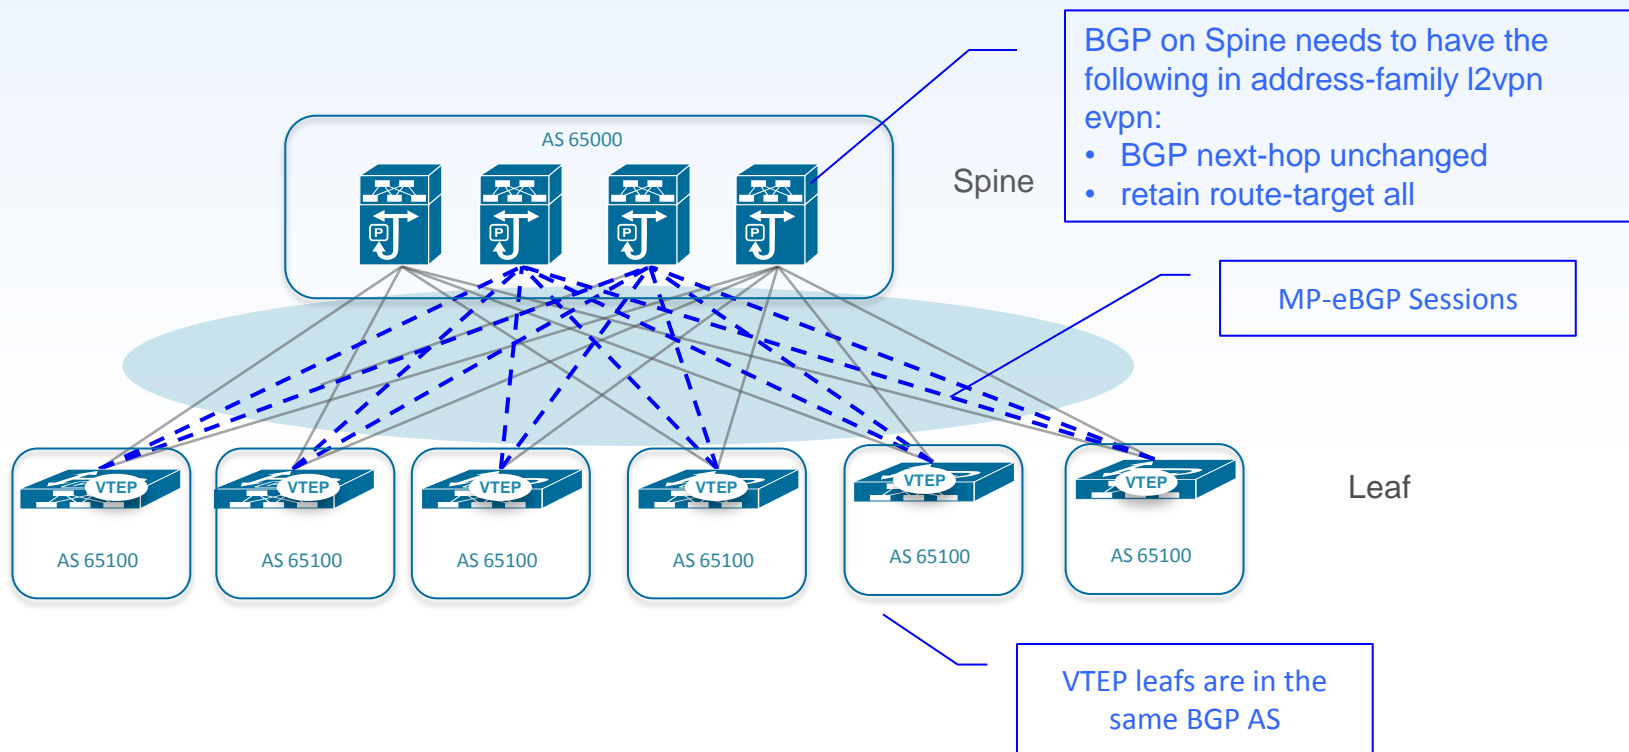 BGP on Spine needs to have the
following in address-family l2vpn
evpn:
• BGP next-hop unchanged
• retain route-target all
AS 65000
Spine
P
P
P
P
MP-eBGP Sessions
VTEP
VTEP
VTEP
VTEP
VTEP
VTEP
Leaf
AS 65100
AS 65100
AS 65100
AS 65100
AS 65100
AS 65100
VTEP leafs are in the
same BGP AS